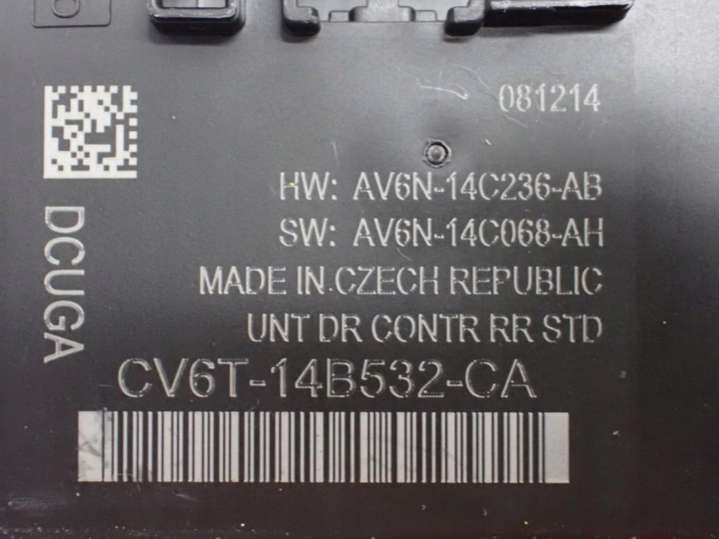 081214
HW: AV6N-14C236-AB
SW: AV6N-14C068-AH
MADE IN CZECH REPUBLIC
UNT DR CONTR RR STD
DCUGA
CV6T-14B532-CA